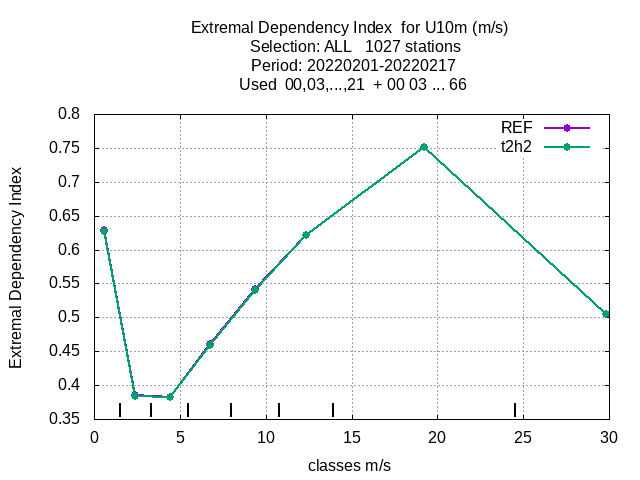 Extremal Dependency Index  for U10m (m/s)
Selection: ALL   1027 stations
Period: 20220201-20220217
Used  00,03,...,21  + 00 03 ... 66
REF
t2h2
0.8
0.75
0.7
0.65
0.6
0.55
0.5
0.45
0.4
0.35
Extremal Dependency Index
0 5 10 15 20 25 30
classes m/s